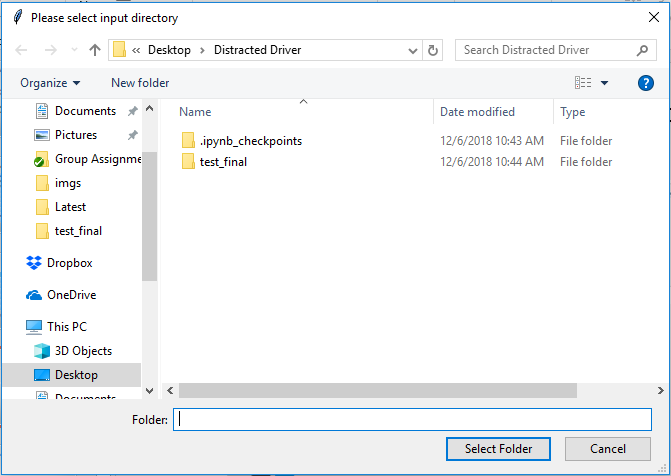 Please select input directory
« Desktop › Distracted Driver
Search Distracted Driver
Organize
New folder
?
Documents
Pictures
Group Assignme
imgs
Latest
test_final
Dropbox
OneDrive
This PC
3D Objects
Desktop
Documents
Name Date modified Type
.ipynb_checkpoints 12/6/2018 10:43 AM File folder
test_final 12/6/2018 10:44 AM File folder
Folder:
Select Folder
Cancel